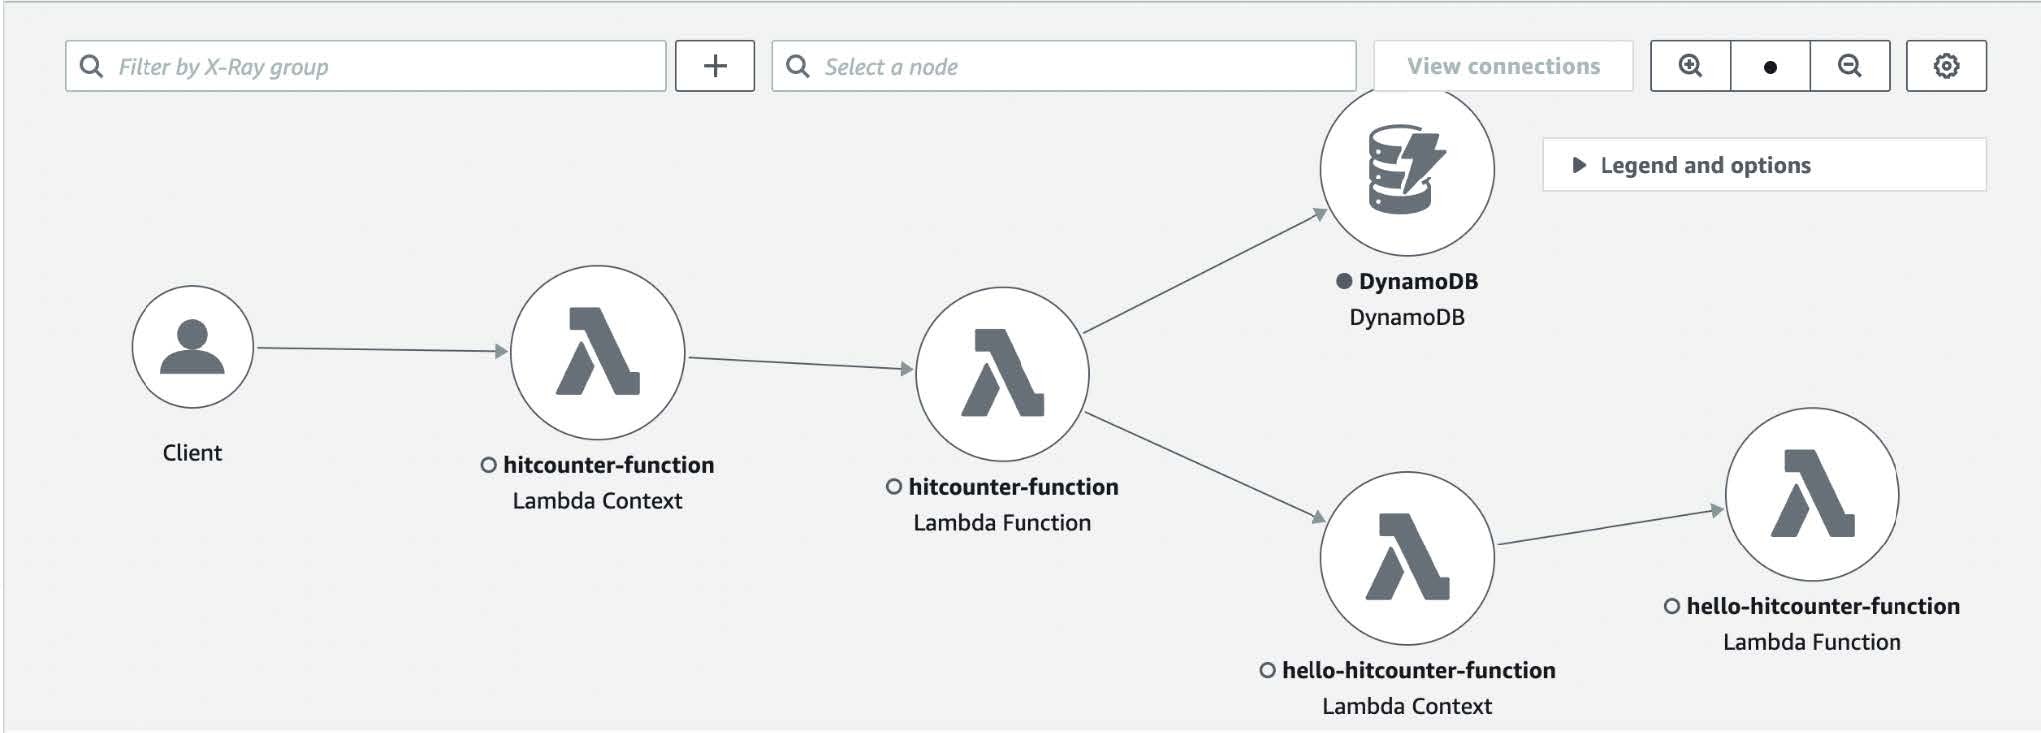 Filter by X-Ray group
Select a node
View connections
Legend and options
DynamoDB
DynamoDB
Client
hitcounter-function
Lambda Context
hitcounter-function
Lambda Function
hello-hitcounter-function
Lambda Context
hello-hitcounter-function
Lambda Function